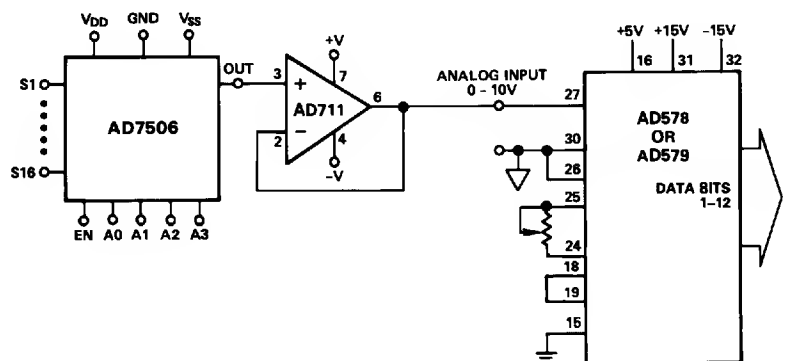 VDD GND VSS
S1
S16
AD7506
OUT
EN A0 A1 A2 A3
+V
3
+
7
AD711
6
2
−
4
−V
ANALOG INPUT
0 – 10V
+5V +15V −15V
16 31 32
27
30
26
25
24
18
19
15
AD578
OR
AD579
DATA BITS
1–12